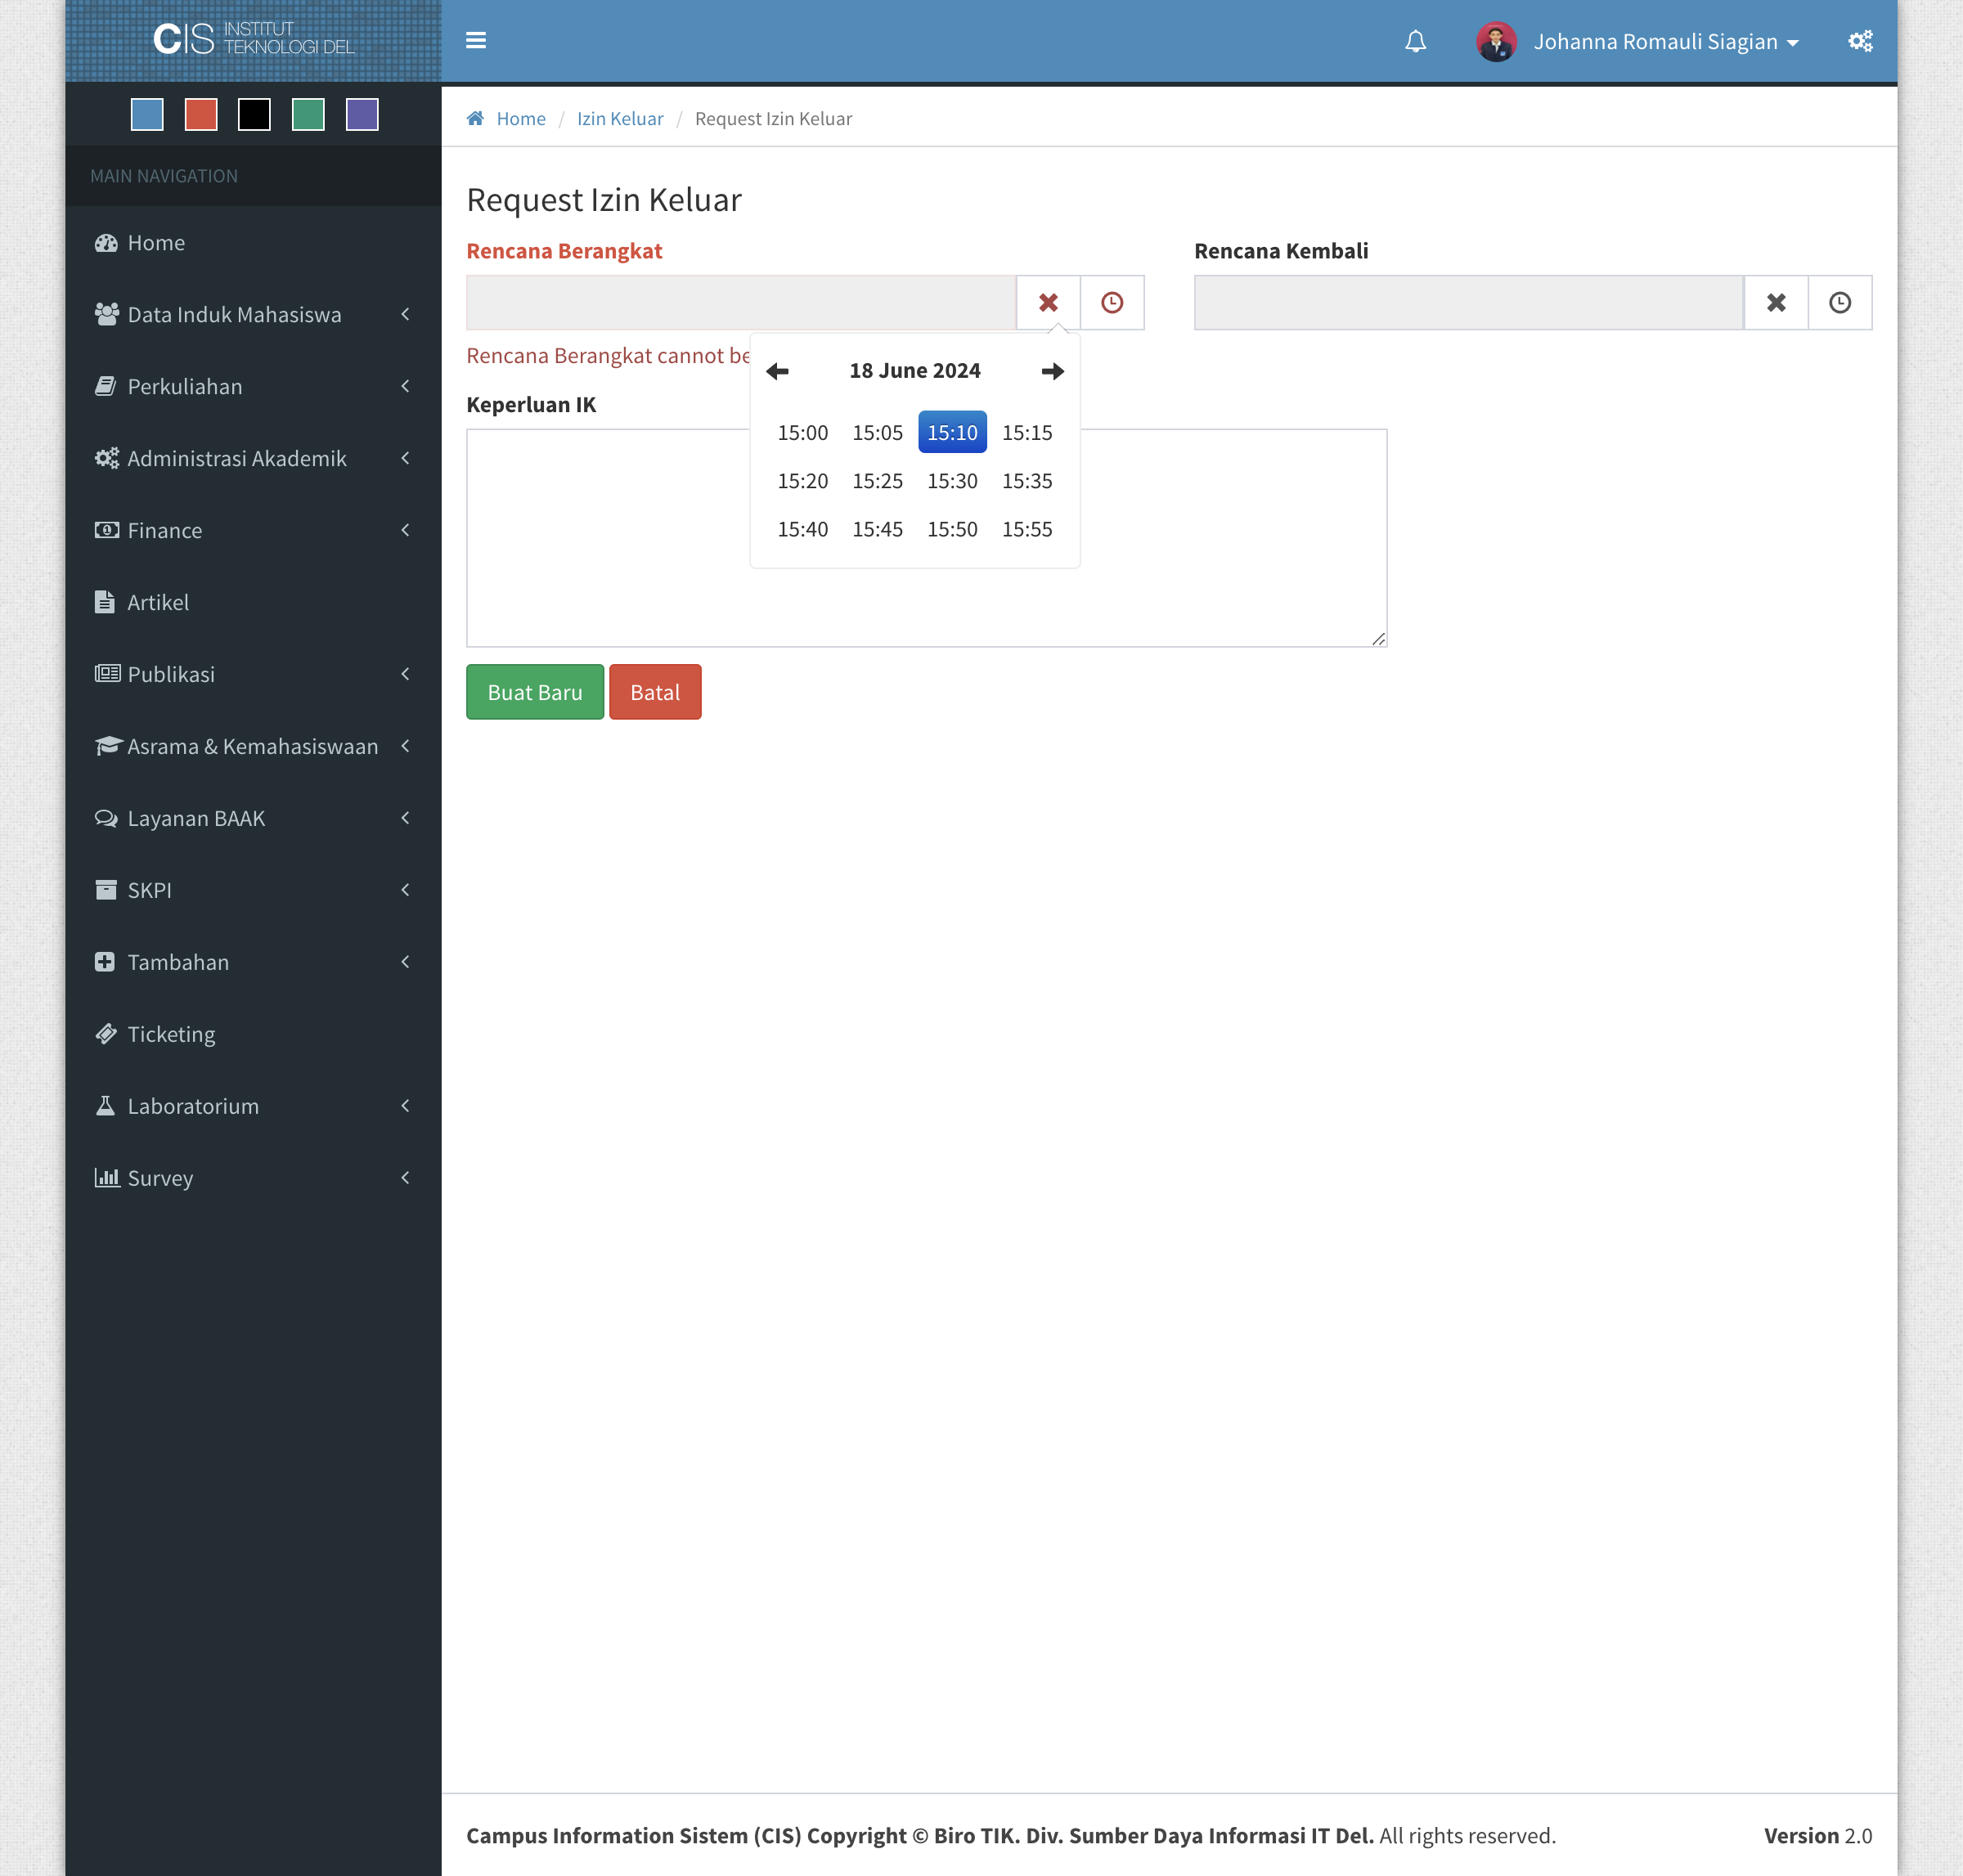 CIS INSTITUT
TEKNOLOGI DEL
Johanna Romauli Siagian
MAIN NAVIGATION
Home
Data Induk Mahasiswa
Perkuliahan
Administrasi Akademik
Finance
Artikel
Publikasi
Asrama & Kemahasiswaan
Layanan BAAK
SKPI
Tambahan
Ticketing
Laboratorium
Survey
Home / Izin Keluar / Request Izin Keluar
Request Izin Keluar
Rencana Berangkat
Rencana Kembali
Rencana Berangkat cannot be
18 June 2024
15:00 15:05 15:10 15:15
15:20 15:25 15:30 15:35
15:40 15:45 15:50 15:55
Keperluan IK
Buat Baru
Batal
Campus Information Sistem (CIS) Copyright © Biro TIK. Div. Sumber Daya Informasi IT Del. All rights reserved.
Version 2.0